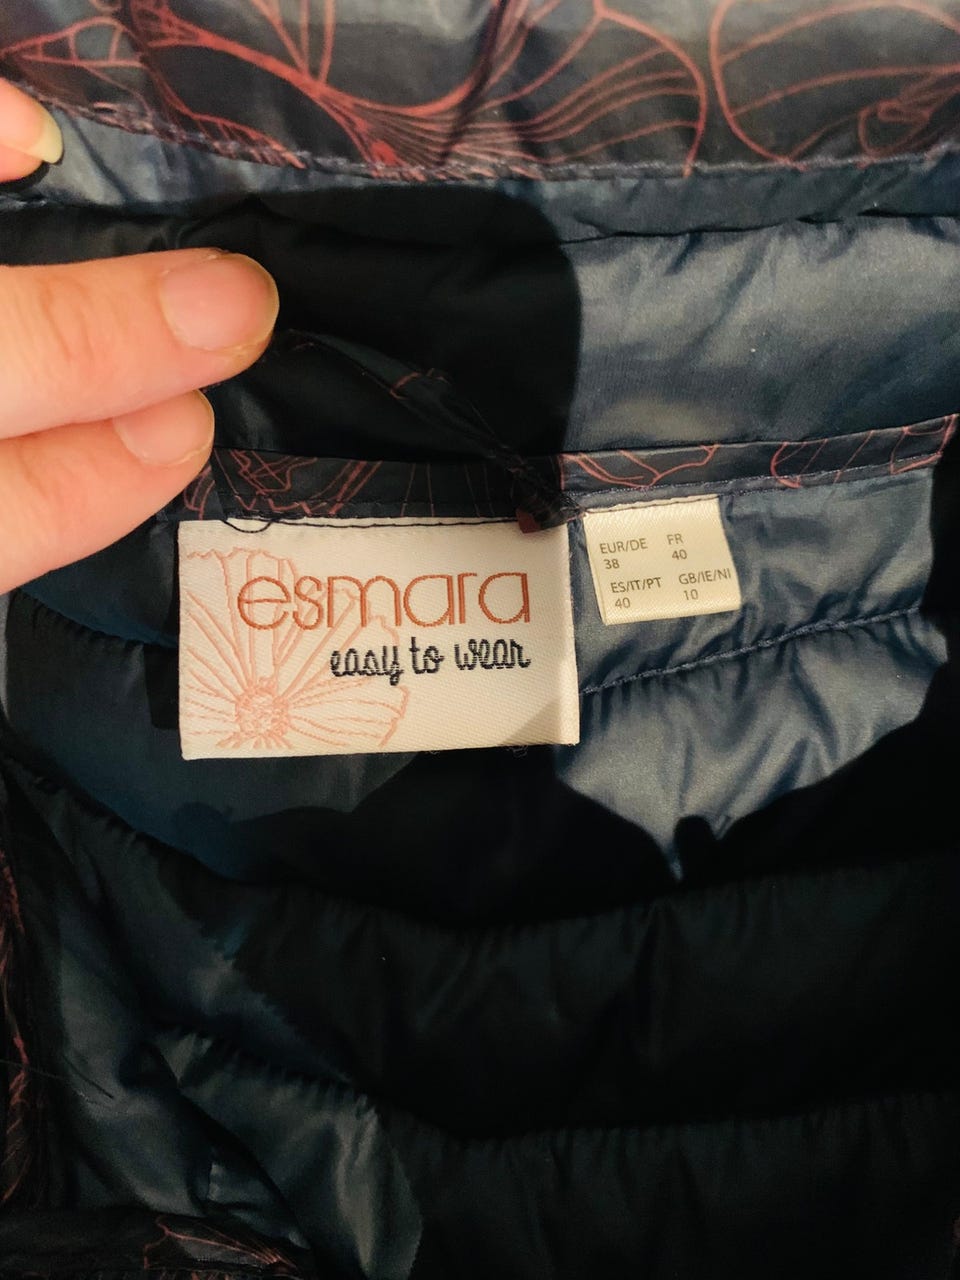 esmara
easy to wear
EUR/DE FR
38 40
ES/IT/PT GB/IE/NI
40 10